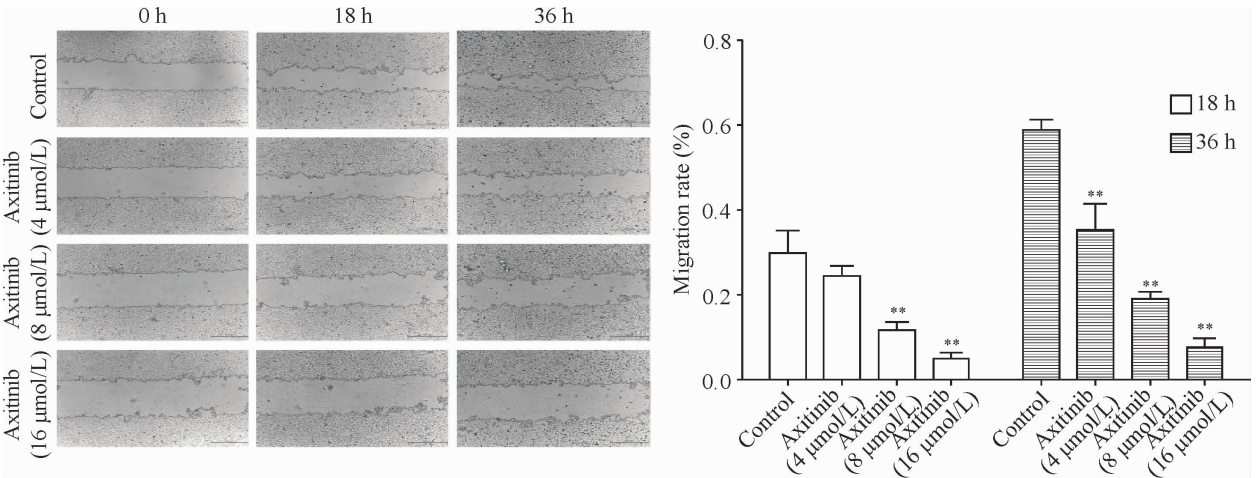 0 h
18 h
36 h
Control
Axitinib
(4 μmol/L)
Axitinib
(8 μmol/L)
Axitinib
(16 μmol/L)
Migration rate (%)
0.8
0.6
0.4
0.2
0.0
18 h
36 h
**
**
**
**
**
Control
Axitinib
(4 μmol/L)
Axitinib
(8 μmol/L)
Axitinib
(16 μmol/L)
Control
Axitinib
(4 μmol/L)
Axitinib
(8 μmol/L)
Axitinib
(16 μmol/L)